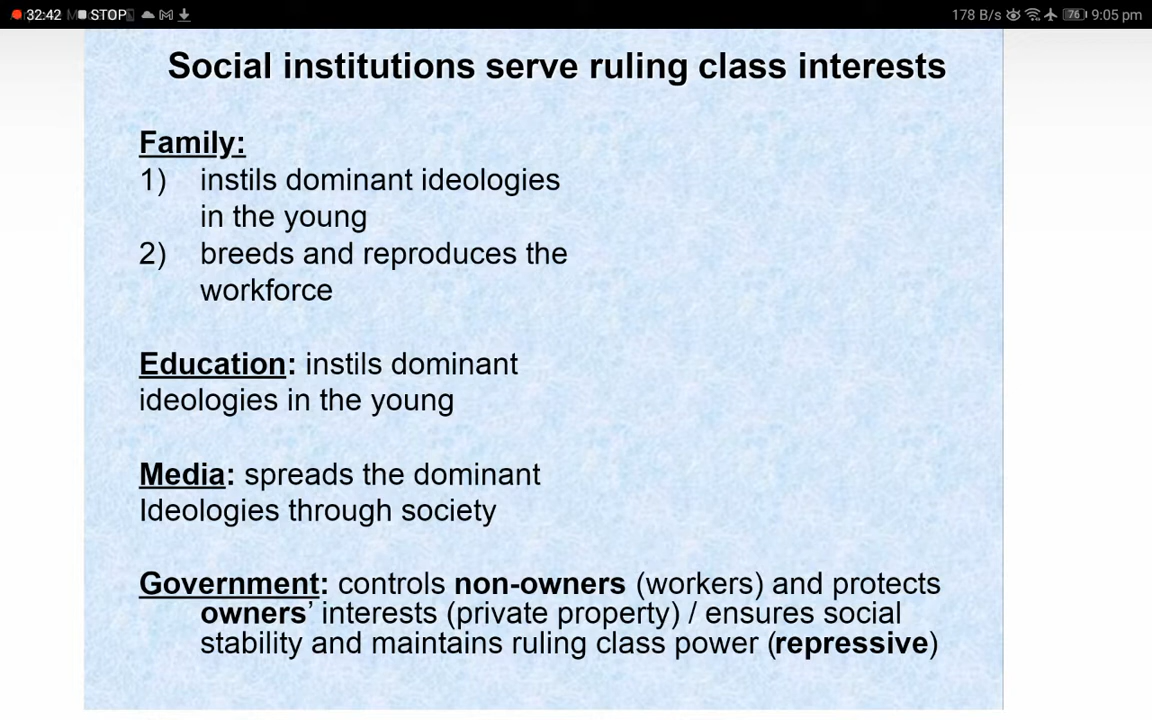 32:42 STOP
178 B/s 76 9:05 pm
Social institutions serve ruling class interests
Family:
1) instils dominant ideologies
in the young
2) breeds and reproduces the
workforce
Education: instils dominant
ideologies in the young
Media: spreads the dominant
Ideologies through society
Government: controls non-owners (workers) and protects
owners' interests (private property) / ensures social
stability and maintains ruling class power (repressive)